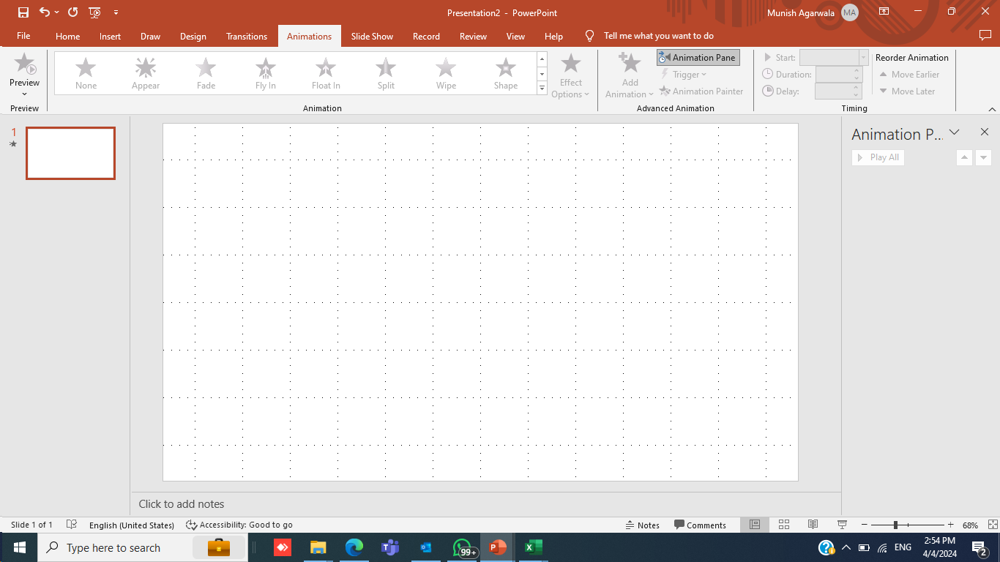 Presentation2 - PowerPoint
Munish Agarwala
MA
File
Home
Insert
Draw
Design
Transitions
Animations
Slide Show
Record
Review
View
Help
Tell me what you want to do
Preview
None
Appear
Fade
Fly In
Float In
Split
Wipe
Shape
Effect
Options
Add
Animation
Animation Pane
Trigger
Animation Painter
Start:
Duration:
Delay:
Reorder Animation
Move Earlier
Move Later
Preview
Animation
Advanced Animation
Timing
1
Animation P...
Play All
Click to add notes
Slide 1 of 1
English (United States)
Accessibility: Good to go
Notes
Comments
68%
Type here to search
99+
ENG
2:54 PM
4/4/2024
2